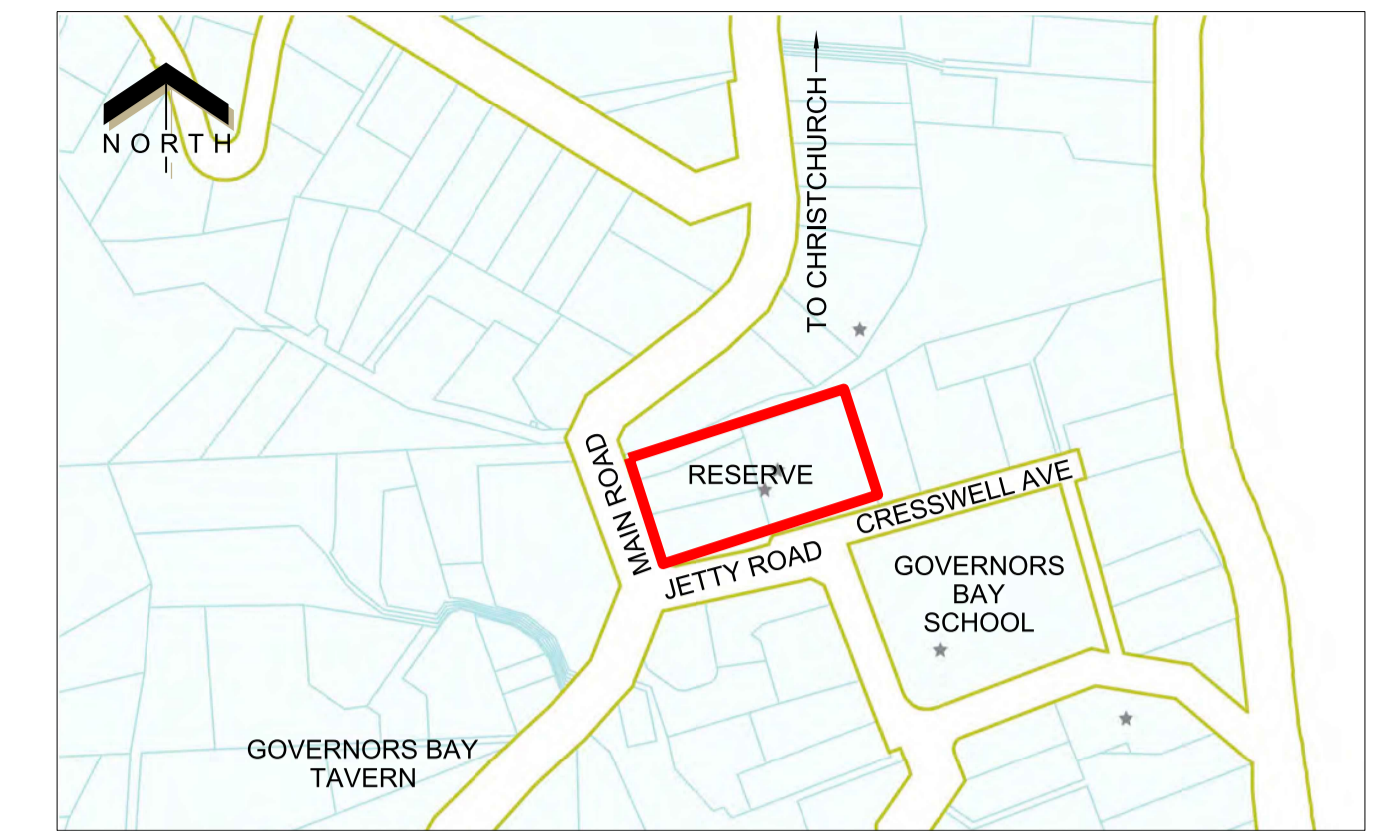 NORTH
TO CHRISTCHURCH
MAIN ROAD
RESERVE
CRESSWELL AVE
JETTY ROAD
GOVERNORS
BAY
SCHOOL
GOVERNORS BAY
TAVERN